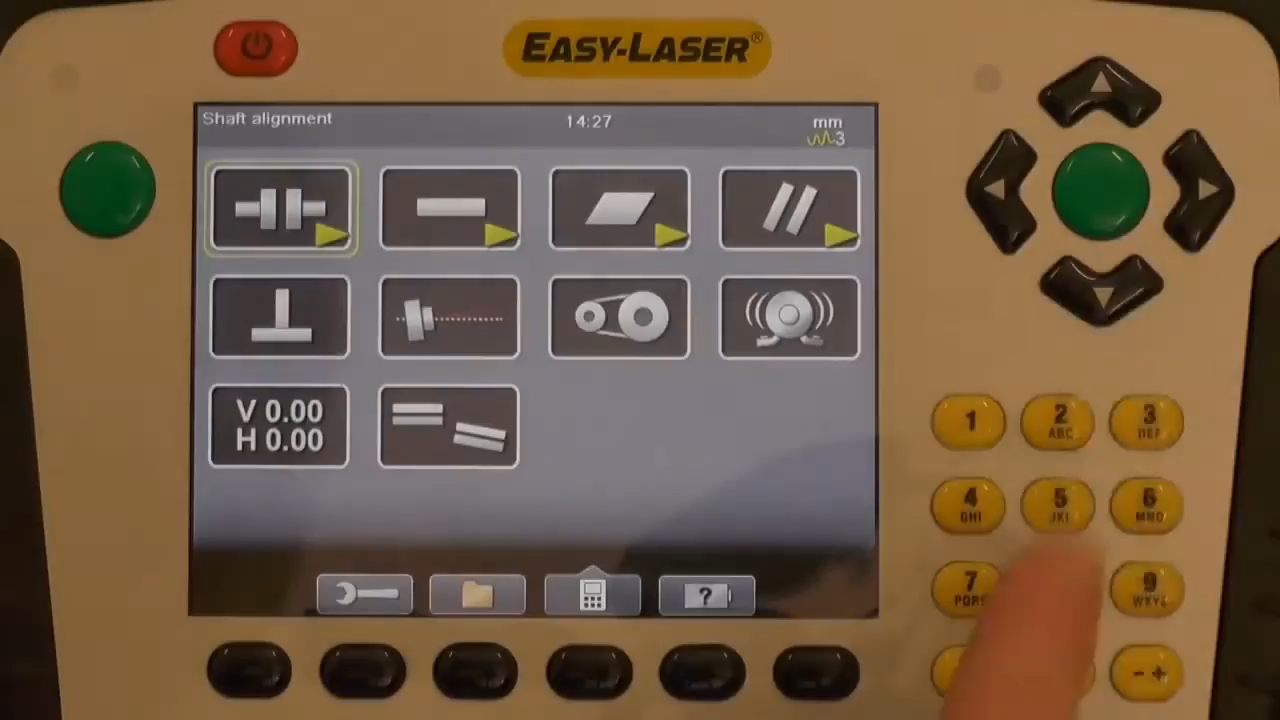 EASY-LASER®
Shaft alignment
14:27
mm
3
V 0.00
H 0.00
?
1
2
ABC
3
DEF
4
GHI
5
JKL
6
MNO
7
9
WXYZ
- +